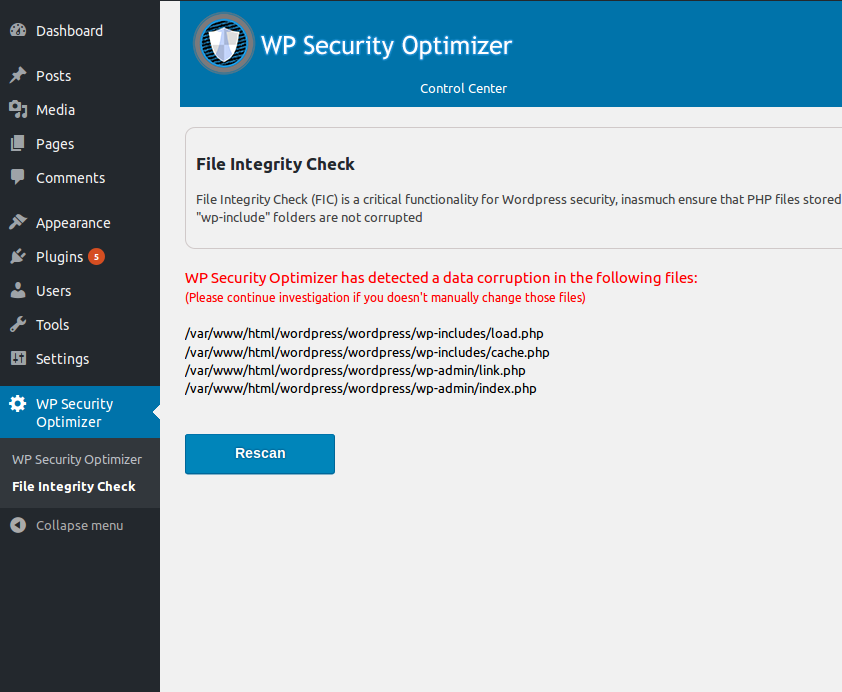 Dashboard
Posts
Media
Pages
Comments
Appearance
Plugins 5
Users
Tools
Settings
WP Security
Optimizer
WP Security Optimizer
File Integrity Check
Collapse menu
WP Security Optimizer
Control Center
File Integrity Check
File Integrity Check (FIC) is a critical functionality for Wordpress security, inasmuch ensure that PHP files stored
"wp-include" folders are not corrupted
WP Security Optimizer has detected a data corruption in the following files:
(Please continue investigation if you doesn't manually change those files)
/var/www/html/wordpress/wordpress/wp-includes/load.php
/var/www/html/wordpress/wordpress/wp-includes/cache.php
/var/www/html/wordpress/wordpress/wp-admin/link.php
/var/www/html/wordpress/wordpress/wp-admin/index.php
Rescan